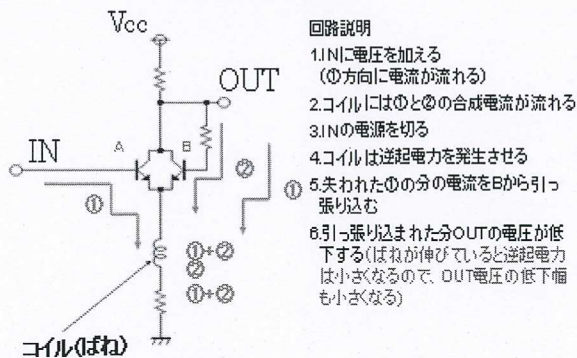 Vcc
OUT
IN
A
B
①
②
①
①+②
②
①+②
コイル(ばね)
回路説明
1.INに電圧を加える
(①方向に電流が流れる)
2.コイルには①と②の合成電流が流れる
3.INの電源を切る
4.コイルは逆起電力を発生させる
5.失われた①の分の電流をBから引っ
張り込む
6.引っ張り込まれた分OUTの電圧が低
下する(ばねが伸びていると逆起電力
は小さくなるので、OUT電圧の低下幅
も小さくなる)